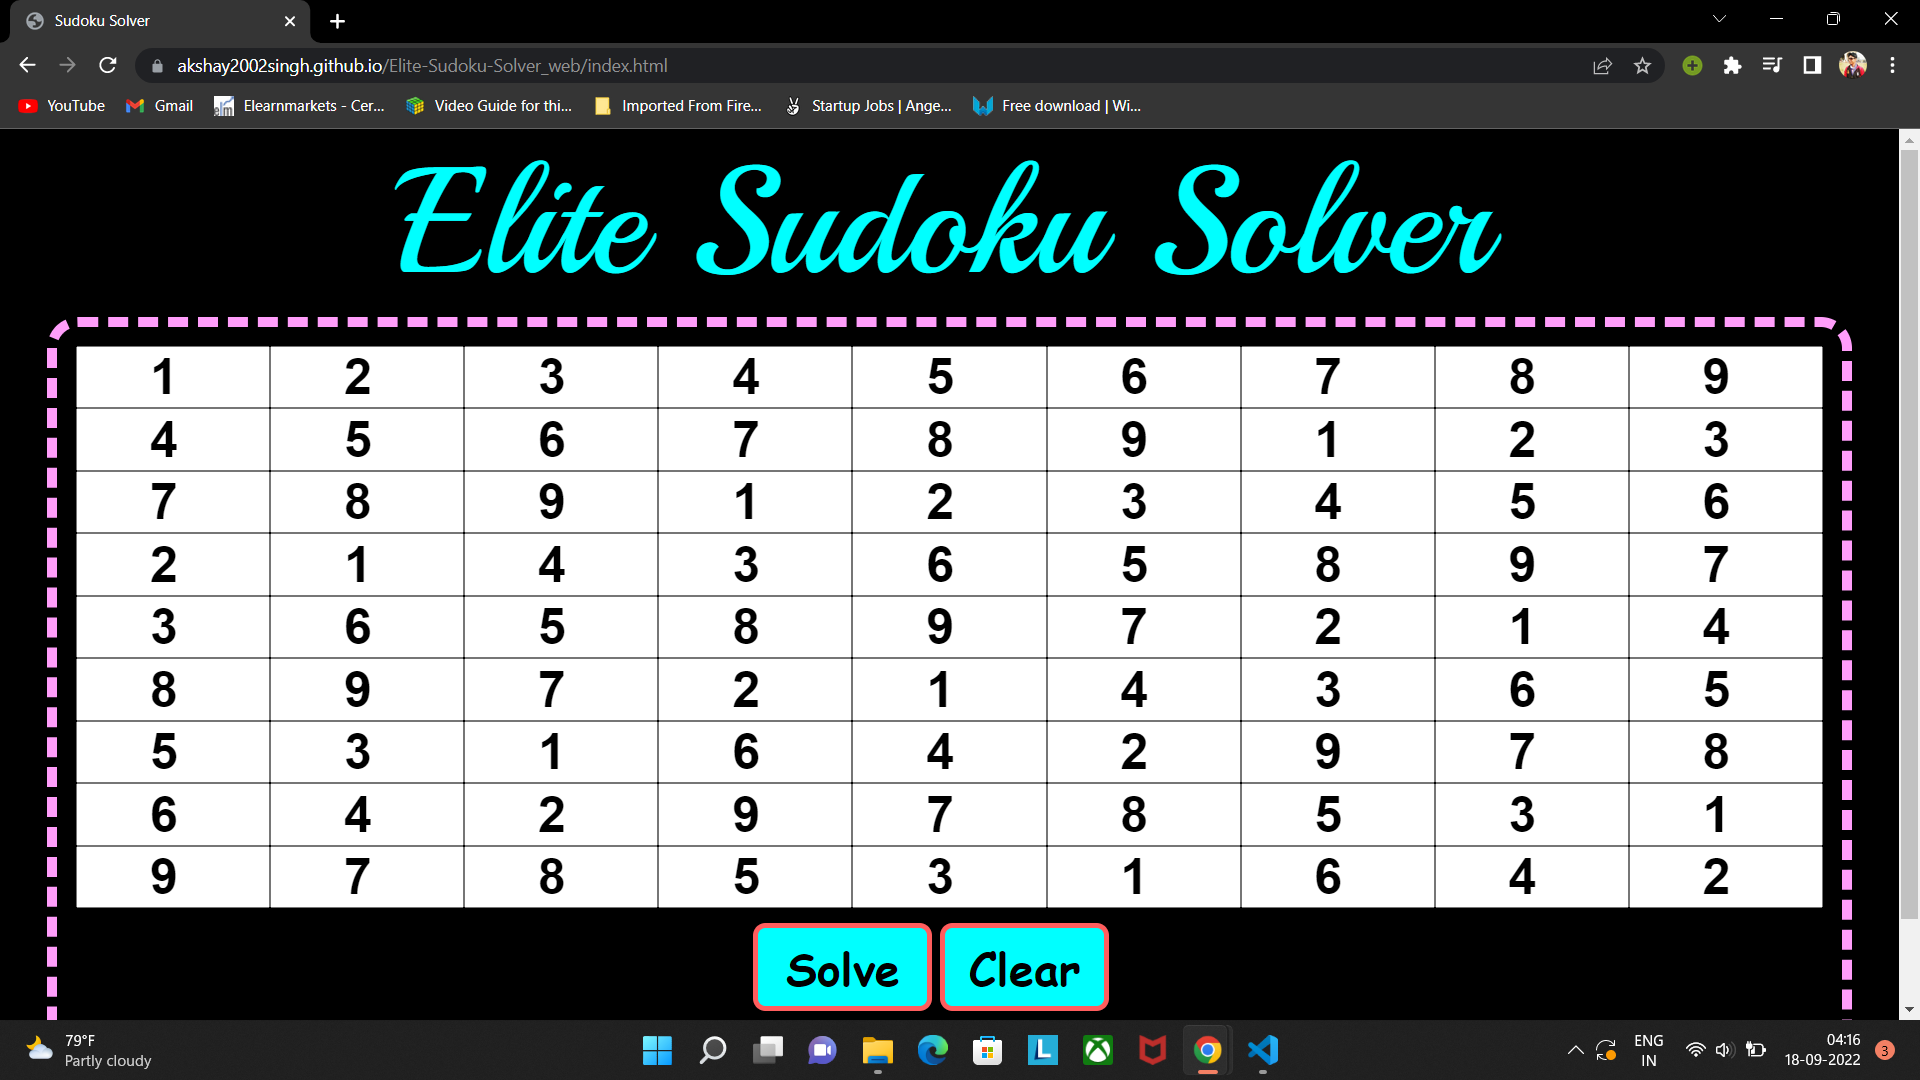 Sudoku Solver
akshay2002singh.github.io/Elite-Sudoku-Solver_web/index.html
YouTube Gmail Elearnmarkets - Cer... Video Guide for thi... Imported From Fire... Startup Jobs | Ange... Free download | Wi...
Elite Sudoku Solver
1 2 3 4 5 6 7 8 9
4 5 6 7 8 9 1 2 3
7 8 9 1 2 3 4 5 6
2 1 4 3 6 5 8 9 7
3 6 5 8 9 7 2 1 4
8 9 7 2 1 4 3 6 5
5 3 1 6 4 2 9 7 8
6 4 2 9 7 8 5 3 1
9 7 8 5 3 1 6 4 2
Solve Clear
79°F
Partly cloudy
L
ENG
IN
04:16
18-09-2022
3